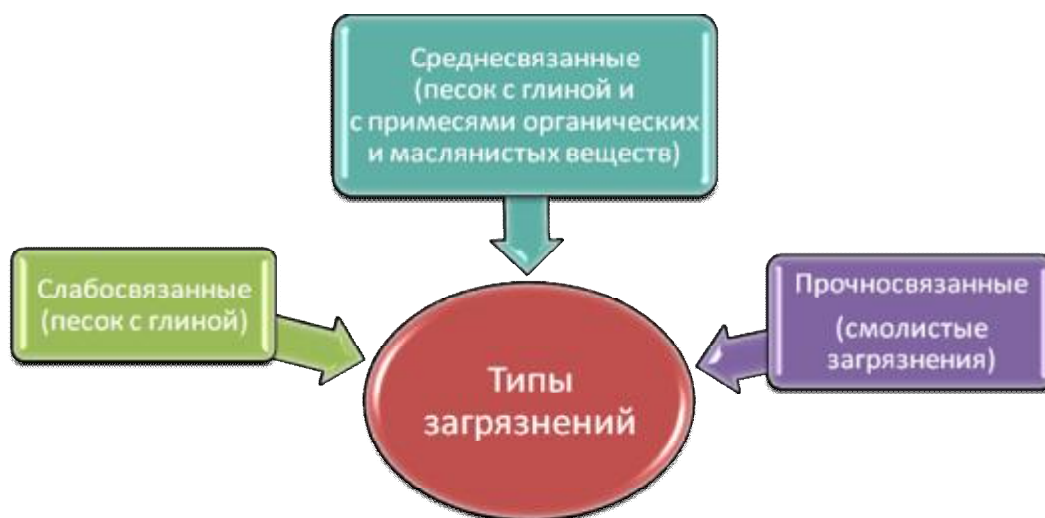 Среднесвязанные
(песок с глиной и
с примесями органических
и маслянистых веществ)
Слабосвязанные
(песок с глиной)
Прочносвязанные
(смолистые
загрязнения)
Типы
загрязнений